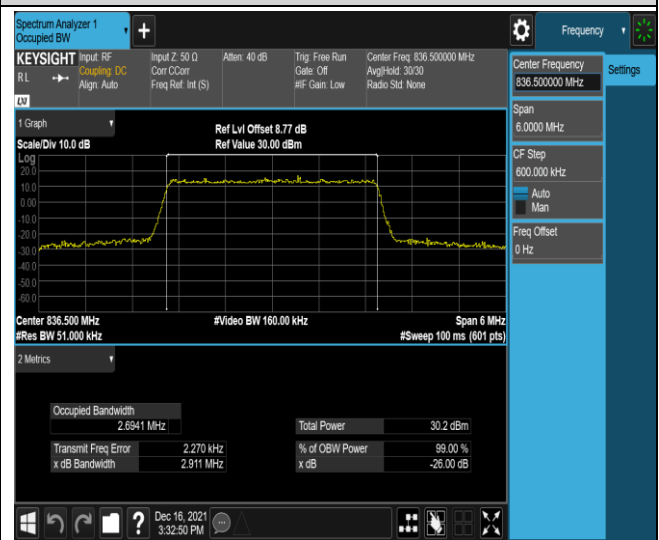 Spectrum Analyzer 1
Occupied BW
+
Frequency
KEYSIGHT Input: RF Input Z: 50 Ω Atten: 40 dB Trig: Free Run Center Freq: 836.500000 MHz
RL Coupling: DC Corr CCorr Gate: Off Avg|Hold: 30/30
Align: Auto Freq Ref: Int (S) #IF Gain: Low Radio Std: None
LXI
Center Frequency
836.500000 MHz
Settings
Span
6.0000 MHz
CF Step
600.000 kHz
Auto
Man
Freq Offset
0 Hz
1 Graph
Ref Lvl Offset 8.77 dB
Scale/Div 10.0 dB Ref Value 30.00 dBm
Log
20.0
10.0
0.00
-10.0
-20.0
-30.0
-40.0
-50.0
-60.0
Center 836.500 MHz #Video BW 160.00 kHz Span 6 MHz
#Res BW 51.000 kHz #Sweep 100 ms (601 pts)
2 Metrics
Occupied Bandwidth
2.6941 MHz Total Power 30.2 dBm
Transmit Freq Error 2.270 kHz % of OBW Power 99.00 %
x dB Bandwidth 2.911 MHz x dB -26.00 dB
? Dec 16, 2021
3:32:50 PM